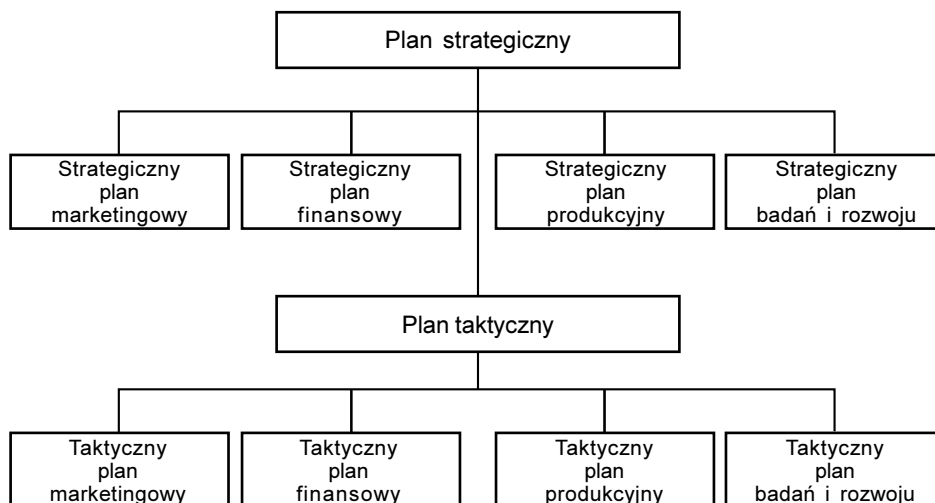 Plan strategiczny
Strategiczny
plan
marketingowy
Strategiczny
plan
finansowy
Strategiczny
plan
produkcyjny
Strategiczny
plan
badań i rozwoju
Plan taktyczny
Taktyczny
plan
marketingowy
Taktyczny
plan
finansowy
Taktyczny
plan
produkcyjny
Taktyczny
plan
badań i rozwoju